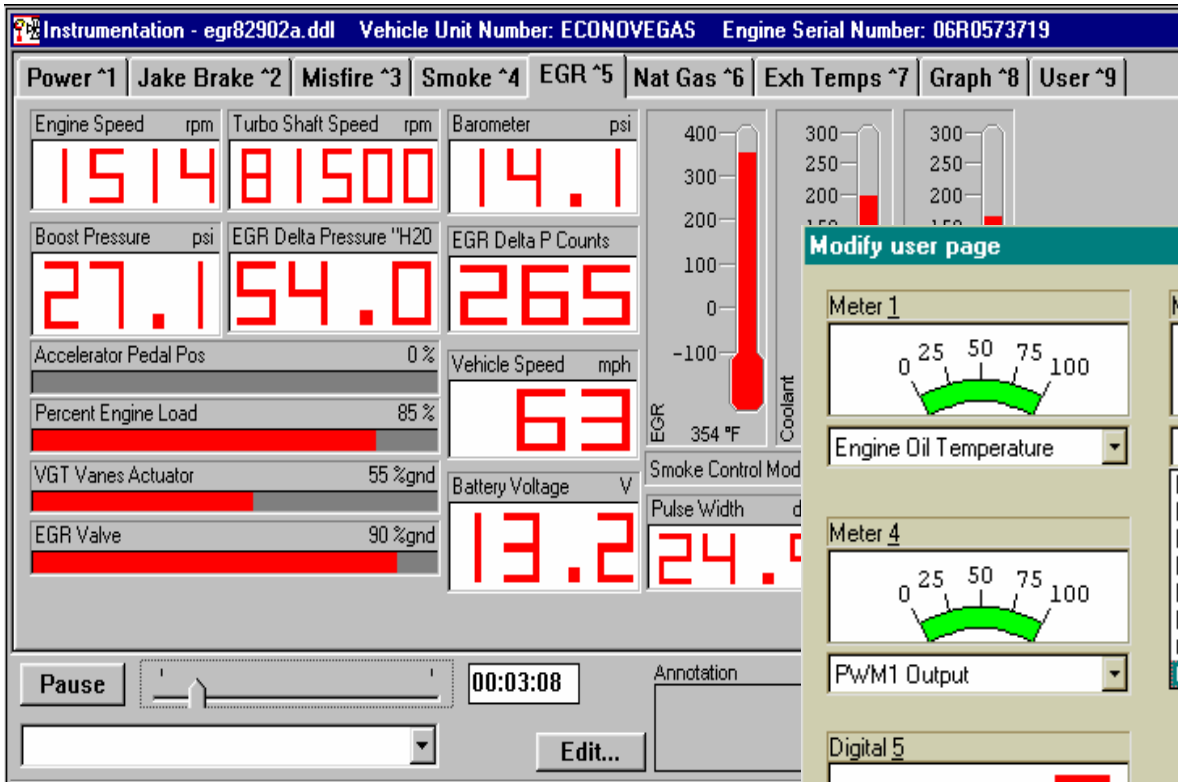 Instrumentation - egr82902a.ddl Vehicle Unit Number: ECONOVEGAS Engine Serial Number: 06R0573719
Power ^1 Jake Brake ^2 Misfire ^3 Smoke ^4 EGR ^5 Nat Gas ^6 Exh Temps ^7 Graph ^8 User ^9
Engine Speed rpm
1514
Turbo Shaft Speed rpm
81500
Barometer psi
14.1
Boost Pressure psi
27.1
EGR Delta Pressure "H20
54.0
EGR Delta P Counts
265
Accelerator Pedal Pos 0 %
Percent Engine Load 85 %
VGT Vanes Actuator 55 %gnd
EGR Valve 90 %gnd
Vehicle Speed mph
63
Battery Voltage V
13.2
400
300
200
100
0
-100
EGR
354 °F
300
250
200
Coolant
300
250
200
Smoke Control Mod
Pulse Width d
24.9
Pause
00:03:08
Edit...
Annotation
Modify user page
Meter 1
0 25 50 75 100
Engine Oil Temperature
Meter 4
0 25 50 75 100
PWM1 Output
Digital 5